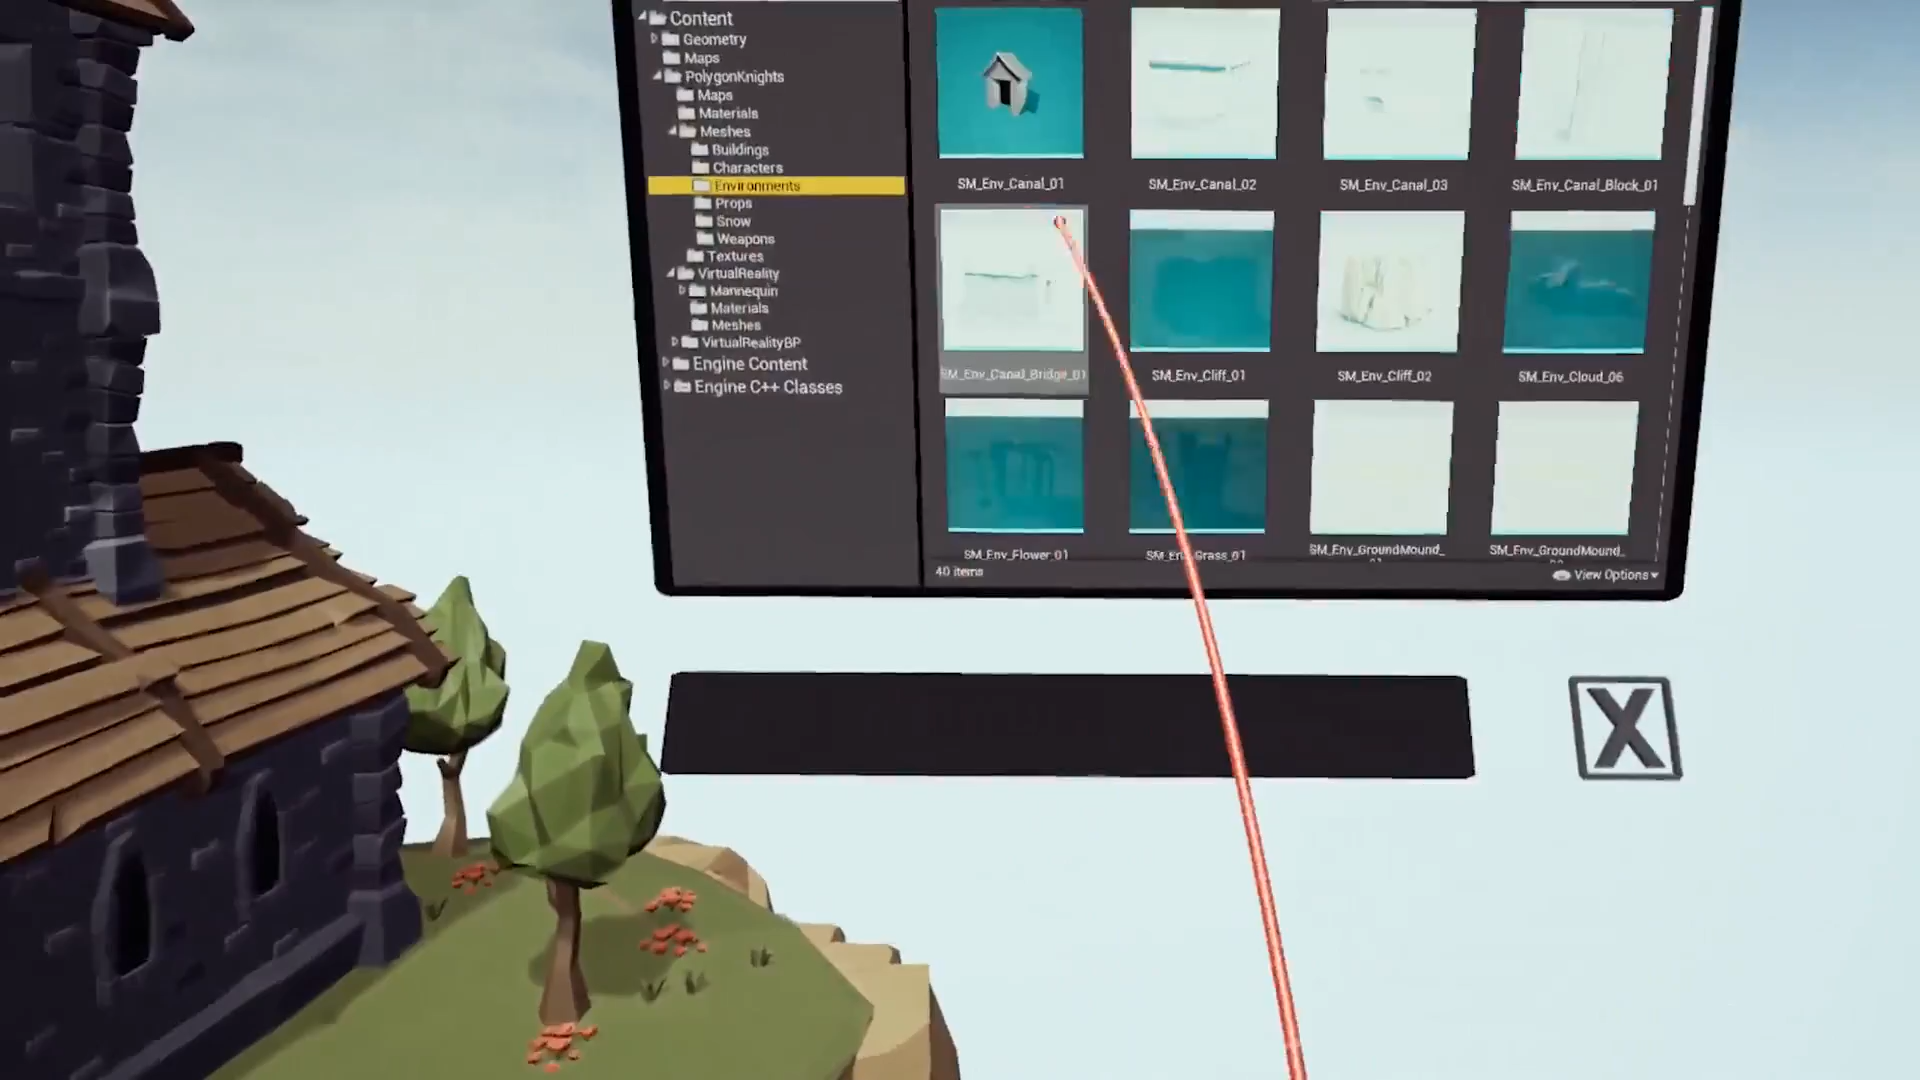 Content
Geometry
Maps
PolygonKnights
Maps
Materials
Meshes
Buildings
Characters
Environments
Props
Snow
Weapons
Textures
VirtualReality
Mannequin
Materials
Meshes
VirtualRealityBP
Engine Content
Engine C++ Classes
SM_Env_Canal_01
SM_Env_Canal_02
SM_Env_Canal_03
SM_Env_Canal_Block_01
SM_Env_Canal_Bridge_01
SM_Env_Cliff_01
SM_Env_Cliff_02
SM_Env_Cloud_06
SM_Env_Flower_01
SM_Env_Grass_01
SM_Env_GroundMound_
SM_Env_GroundMound_
40 items
View Options
X